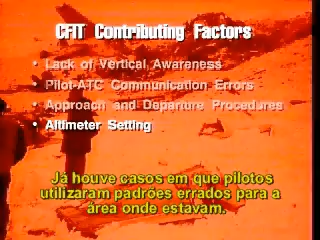 CFIT Contributing Factors
• Lack of Vertical Awareness
• Pilot-ATC Communication Errors
• Approach and Departure Procedures
• Altimeter Setting
Já houve casos em que pilotos
utilizaram padrões errados para a
área onde estavam.